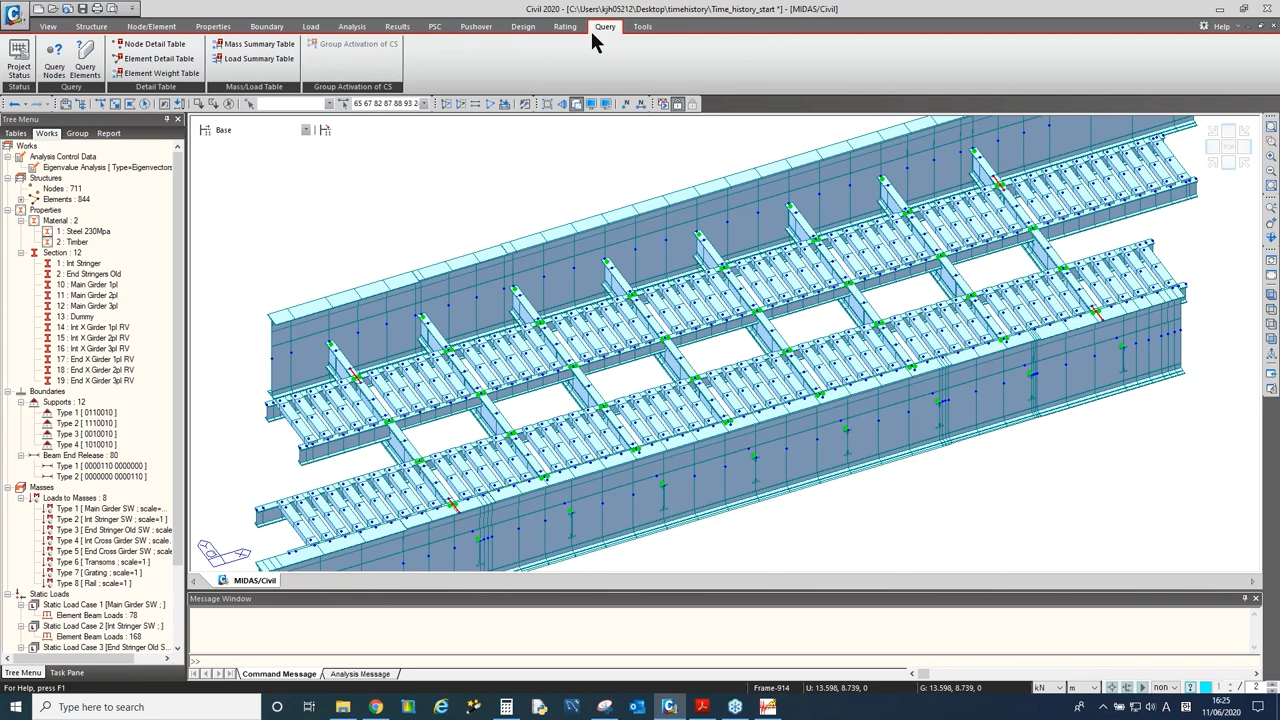 Civil 2020 - [C:\Users\kjh05212\Desktop\timehistory\Time_history_start *] - [MIDAS/Civil]
View Structure Node/Element Properties Boundary Load Analysis Results PSC Pushover Design Rating Query Tools Help
Project Status
Query Nodes
Query Elements
Node Detail Table
Element Detail Table
Element Weight Table
Mass Summary Table
Load Summary Table
Group Activation of CS
Status Query Detail Table Mass/Load Table Group Activation of CS
65 67 82 87 88 93 2
Tree Menu
Tables Works Group Report
Base
Works
Analysis Control Data
Eigenvalue Analysis [ Type=Eigenvectors
Structures
Nodes : 711
Elements : 844
Properties
Material : 2
1 : Steel 230Mpa
2 : Timber
Section : 12
1 : Int Stringer
2 : End Stringers Old
10 : Main Girder 1pl
11 : Main Girder 2pl
12 : Main Girder 3pl
13 : Dummy
14 : Int X Girder 1pl RV
15 : Int X Girder 2pl RV
16 : Int X Girder 3pl RV
17 : End X Girder 1pl RV
18 : End X Girder 2pl RV
19 : End X Girder 3pl RV
Boundaries
Supports : 12
Type 1 [ 0110010 ]
Type 2 [ 1110010 ]
Type 3 [ 0010010 ]
Type 4 [ 1010010 ]
Beam End Release : 80
Type 1 [ 0000110 0000000 ]
Type 2 [ 0000000 0000110 ]
Masses
Loads to Masses : 8
Type 1 [ Main Girder SW ; scale=
Type 2 [ Int Stringer SW ; scale=1 ]
Type 3 [ End Stringer Old SW ; scale
Type 4 [ Int Cross Girder SW ; scale
Type 5 [ End Cross Girder SW ; scale
Type 6 [ Transoms ; scale=1 ]
Type 7 [ Grating ; scale=1 ]
Type 8 [ Rail ; scale=1 ]
Static Loads
Static Load Case 1 [Main Girder SW ; ]
Element Beam Loads : 78
Static Load Case 2 [Int Stringer SW ; ]
Element Beam Loads : 168
Static Load Case 3 [End Stringer Old S
MIDAS/Civil
Message Window
>>
Tree Menu Task Pane
Command Message Analysis Message
For Help, press F1
Frame-914
U: 13.598, 8.739, 0
G: 13.598, 8.739, 0
kN m non 2
Type here to search
16:25
11/06/2020